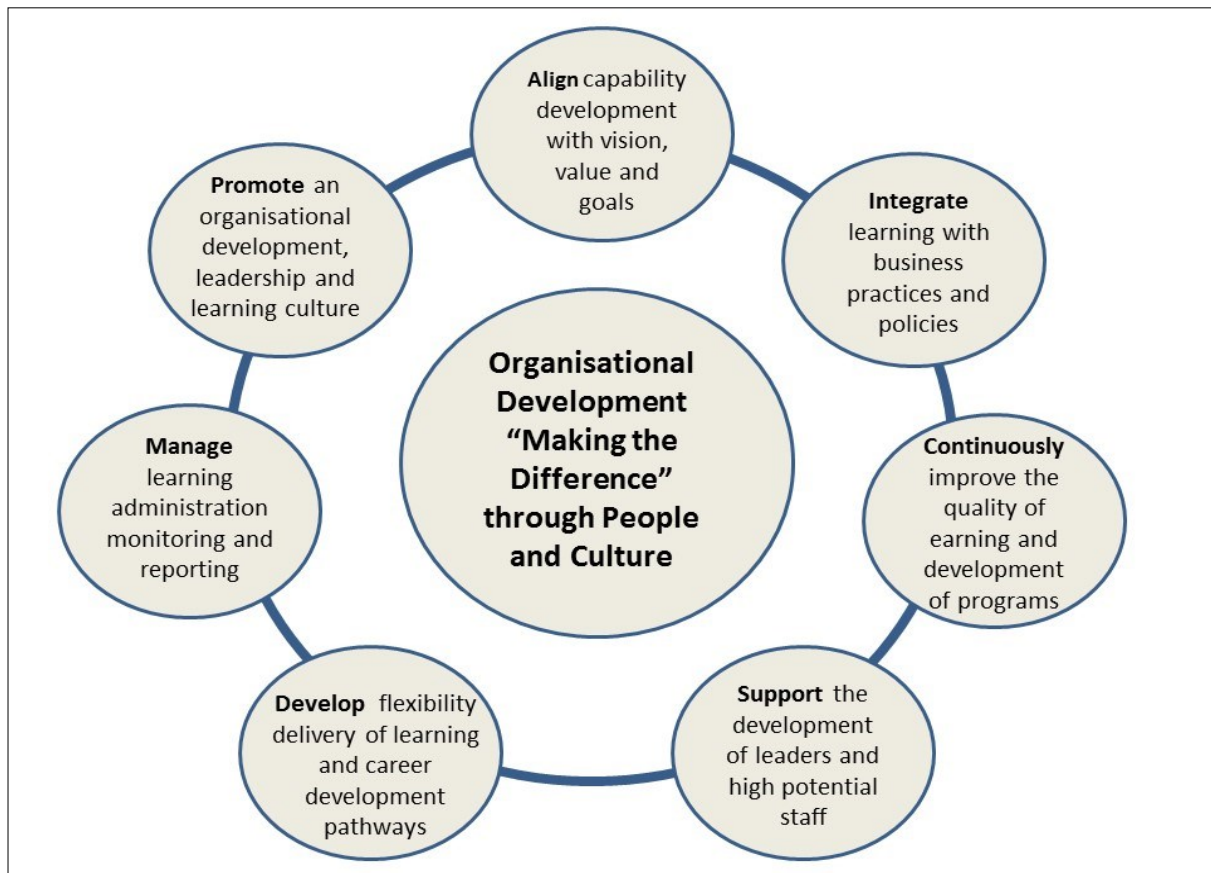 Align capability
development
with vision,
value and
goals
Integrate
learning with
business
practices and
policies
Continuously
improve the
quality of
earning and
development
of programs
Support the
development
of leaders and
high potential
staff
Develop flexibility
delivery of learning
and career
development
pathways
Manage
learning
administration
monitoring and
reporting
Promote an
organisational
development,
leadership and
learning culture
Organisational
Development
“Making the
Difference”
through People
and Culture